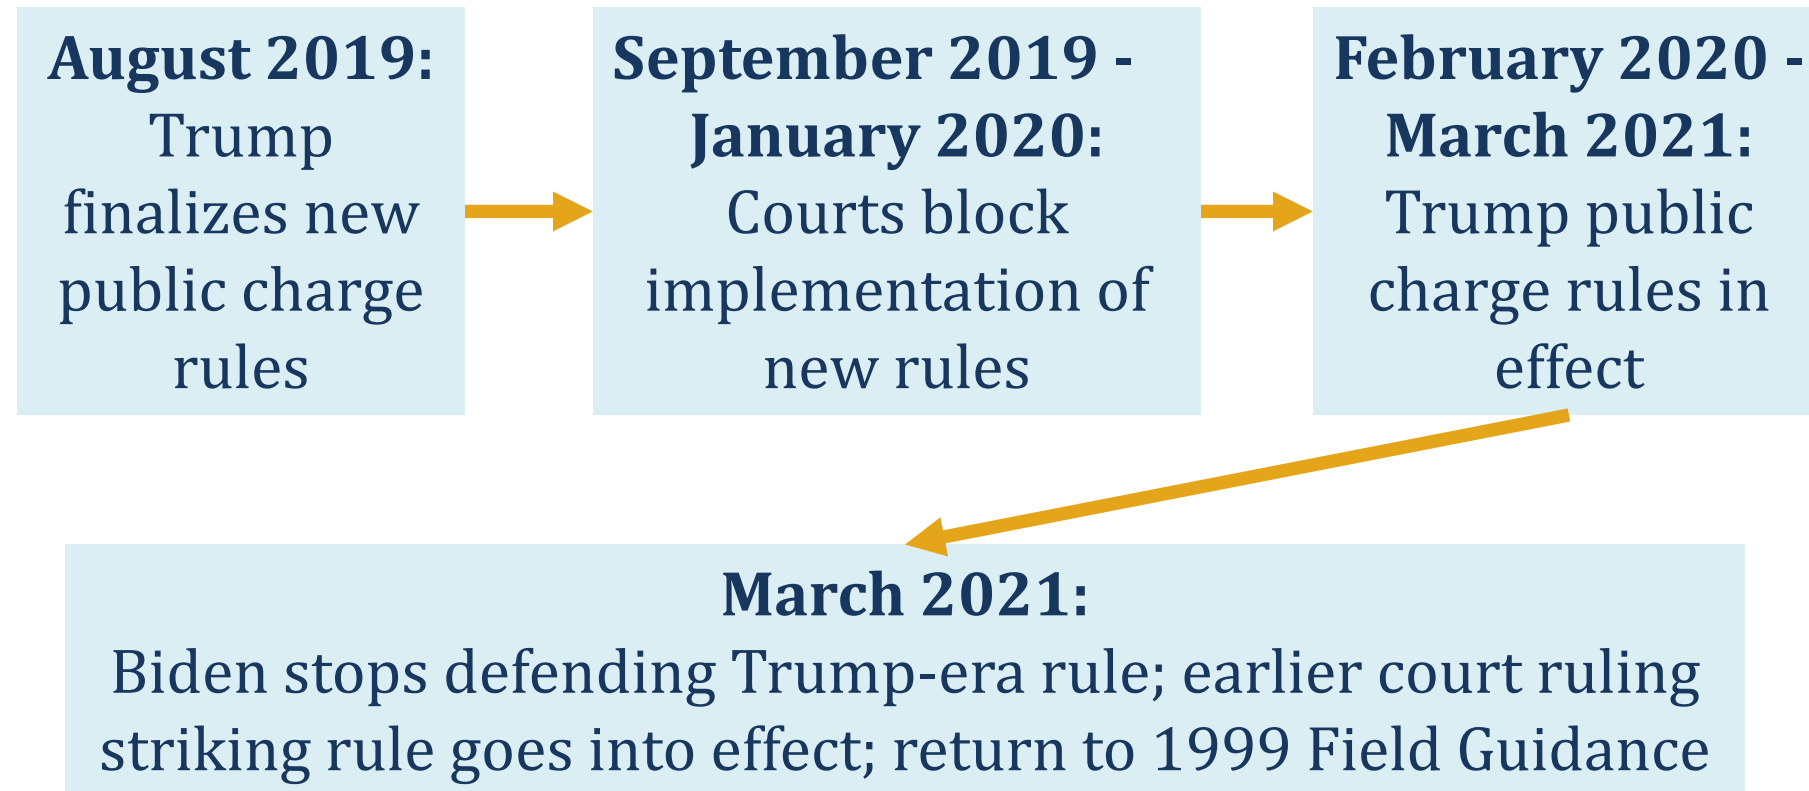 August 2019:
Trump
finalizes new
public charge
rules
September 2019 -
January 2020:
Courts block
implementation of
new rules
February 2020 -
March 2021:
Trump public
charge rules in
effect
March 2021:
Biden stops defending Trump-era rule; earlier court ruling
striking rule goes into effect; return to 1999 Field Guidance